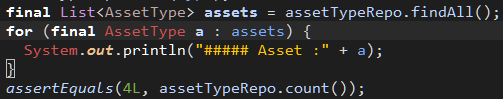 final List<AssetType> assets = assetTypeRepo.findAll();
for (final AssetType a : assets) {
System.out.println("##### Asset :" + a);
}
assertEquals(4L, assetTypeRepo.count());